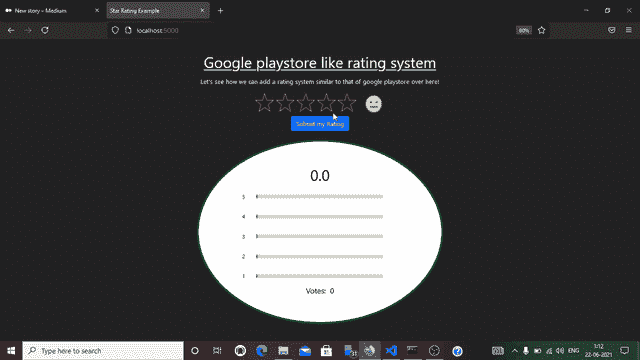 New story – Medium
Star Rating Example
localhost:5000
80%
Google playstore like rating system
Let's see how we can add a rating system similar to that of google playstore over here!
Submit my Rating
0.0
5
4
3
2
1
Votes: 0
Type here to search
ENG
3:12
22-06-2021